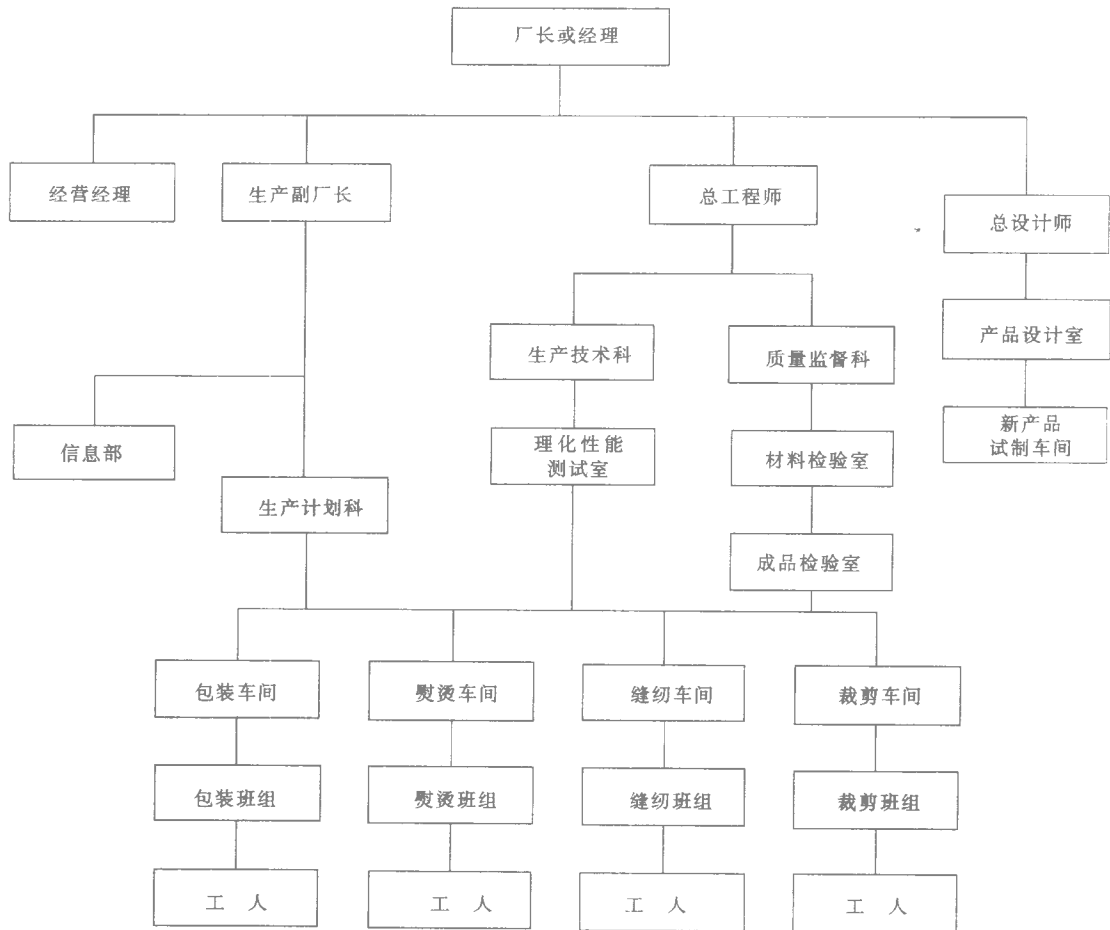 厂长或经理
经营经理
生产副厂长
总工程师
总设计师
生产技术科
质量监督科
产品设计室
信息部
理化性能
测试室
材料检验室
新产品
试制车间
生产计划科
成品检验室
包装车间
熨烫车间
缝纫车间
裁剪车间
包装班组
熨烫班组
缝纫班组
裁剪班组
工 人
工 人
工 人
工 人